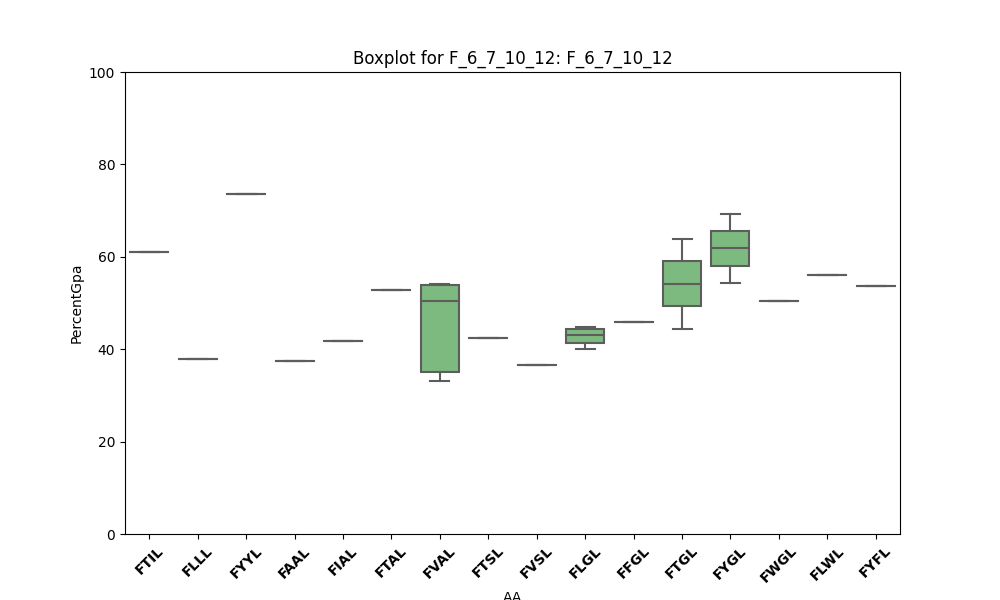 Boxplot for F_6_7_10_12: F_6_7_10_12
100
80
60
40
20
0
PercentGpa
FTIL FLLL FYYL FAAL FIAL FTAL FVAL FTSL FVSL FLGL FFGL FTGL FYGL FWGL FLWL FYFL
AA